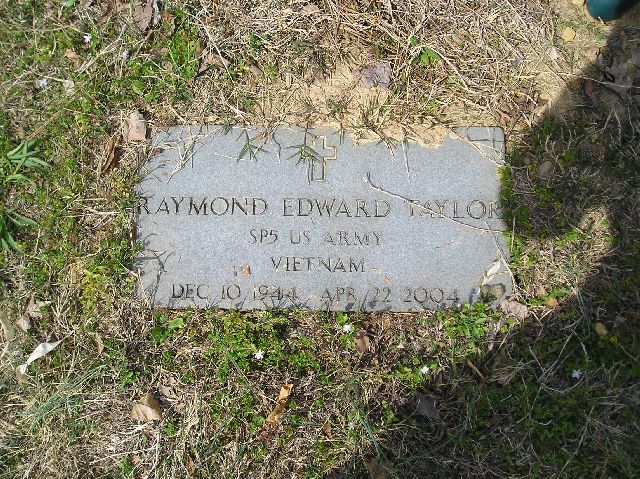 RAYMOND EDWARD TAYLOR
SP5 US ARMY
VIETNAM
DEC 10 1944 APR 22 2004